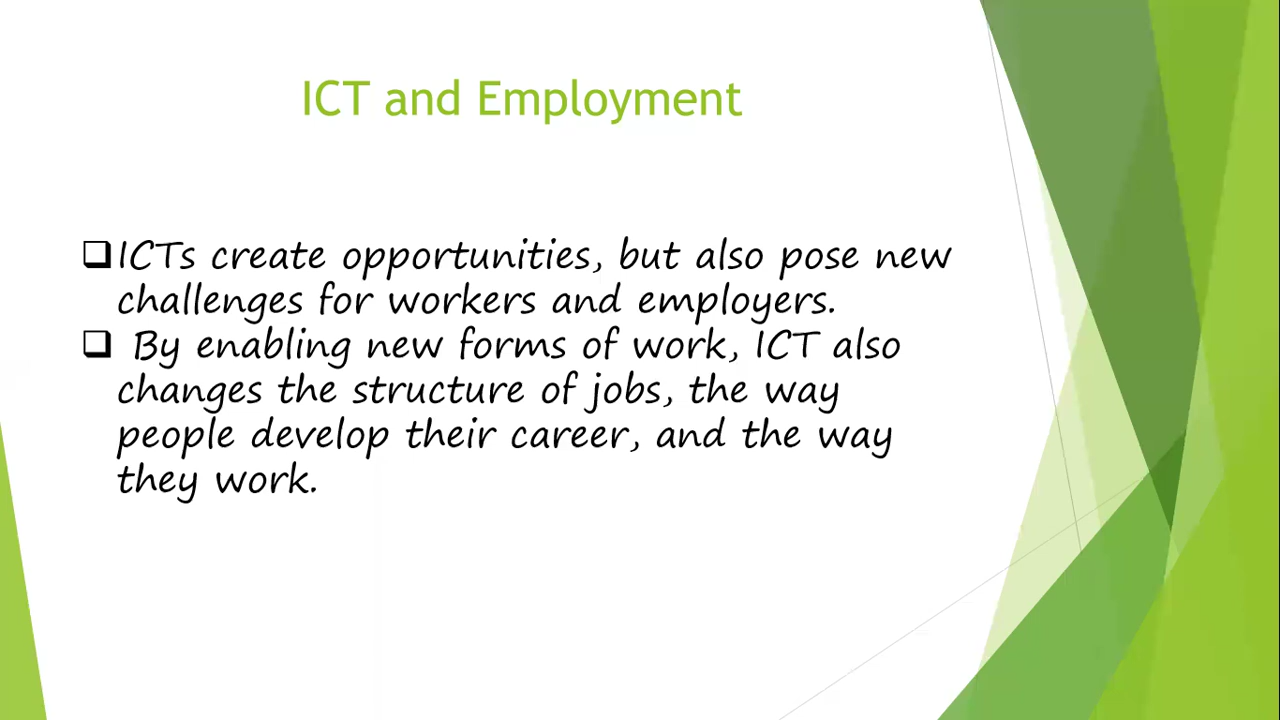 ICT and Employment
❑ICTs create opportunities, but also pose new
challenges for workers and employers.
❑ By enabling new forms of work, ICT also
changes the structure of jobs, the way
people develop their career, and the way
they work.